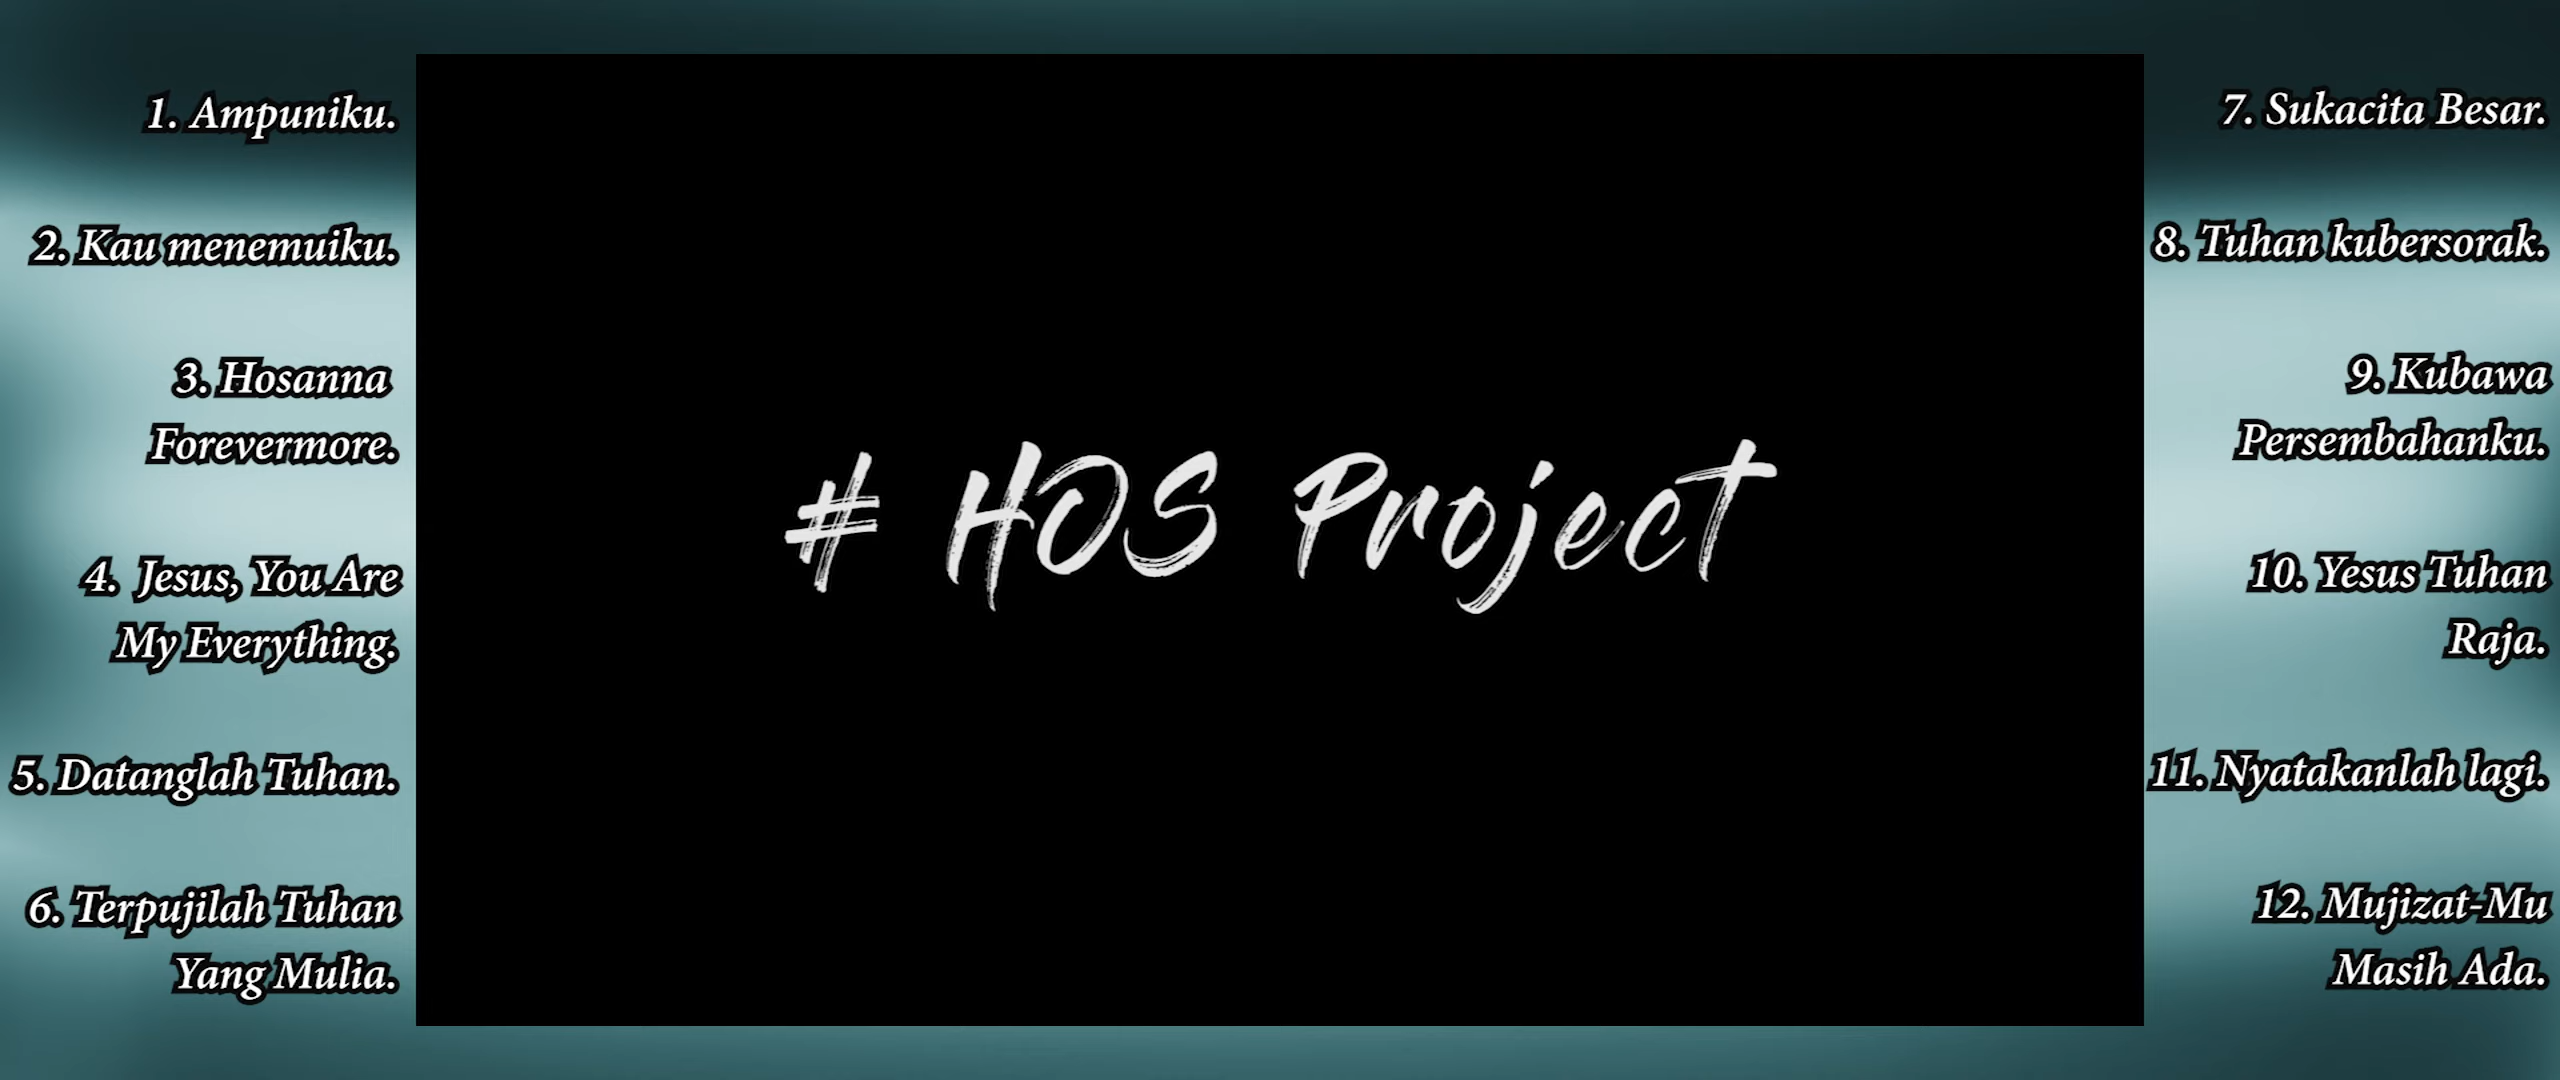 1. Ampuniku.
2. Kau menemuiku.
3. Hosanna
Forevermore.
4. Jesus, You Are
My Everything.
5. Datanglah Tuhan.
6. Terpujilah Tuhan
Yang Mulia.
# HOS Project
7. Sukacita Besar.
8. Tuhan kubersorak.
9. Kubawa
Persembahanku.
10. Yesus Tuhan
Raja.
11. Nyatakanlah lagi.
12. Mujizat-Mu
Masih Ada.